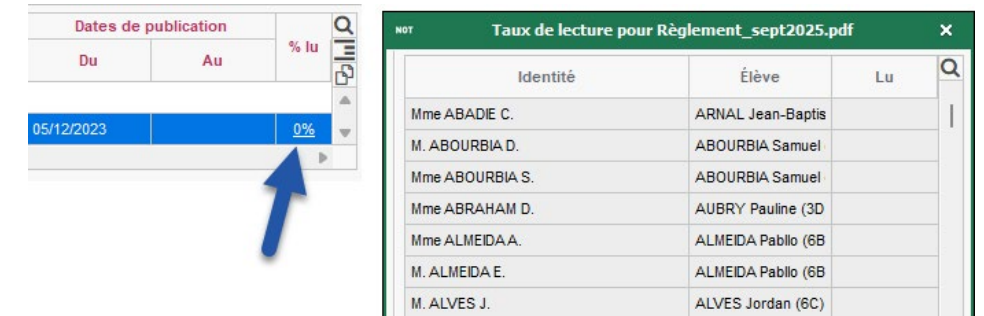 Dates de publication
Du Au % lu
05/12/2023 0%
NOT Taux de lecture pour Règlement_sept2025.pdf ×
Identité Élève Lu
Mme ABADIE C. ARNAL Jean-Baptis
M. ABOURBIA D. ABOURBIA Samuel
Mme ABOURBIA S. ABOURBIA Samuel
Mme ABRAHAM D. AUBRY Pauline (3D
Mme ALMEIDA A. ALMEIDA Pabllo (6B
M. ALMEIDA E. ALMEIDA Pabllo (6B
M. ALVES J. ALVES Jordan (6C)